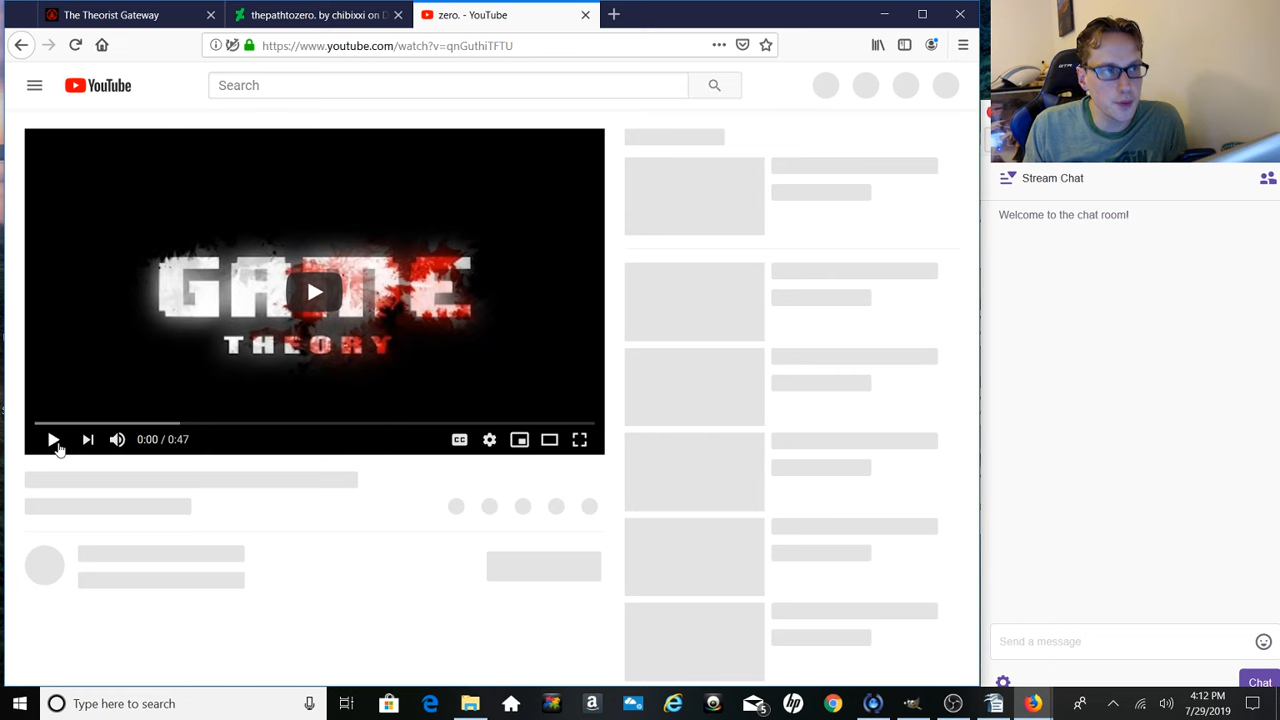 The Theorist Gateway
thepathtozero. by chibixxi on D
zero. - YouTube
https://www.youtube.com/watch?v=qnGuthiTFTU
YouTube
Search
GAME
THEORY
0:00 / 0:47
CC
Stream Chat
Welcome to the chat room!
Send a message
Chat
Type here to search
5
4:12 PM
7/29/2019